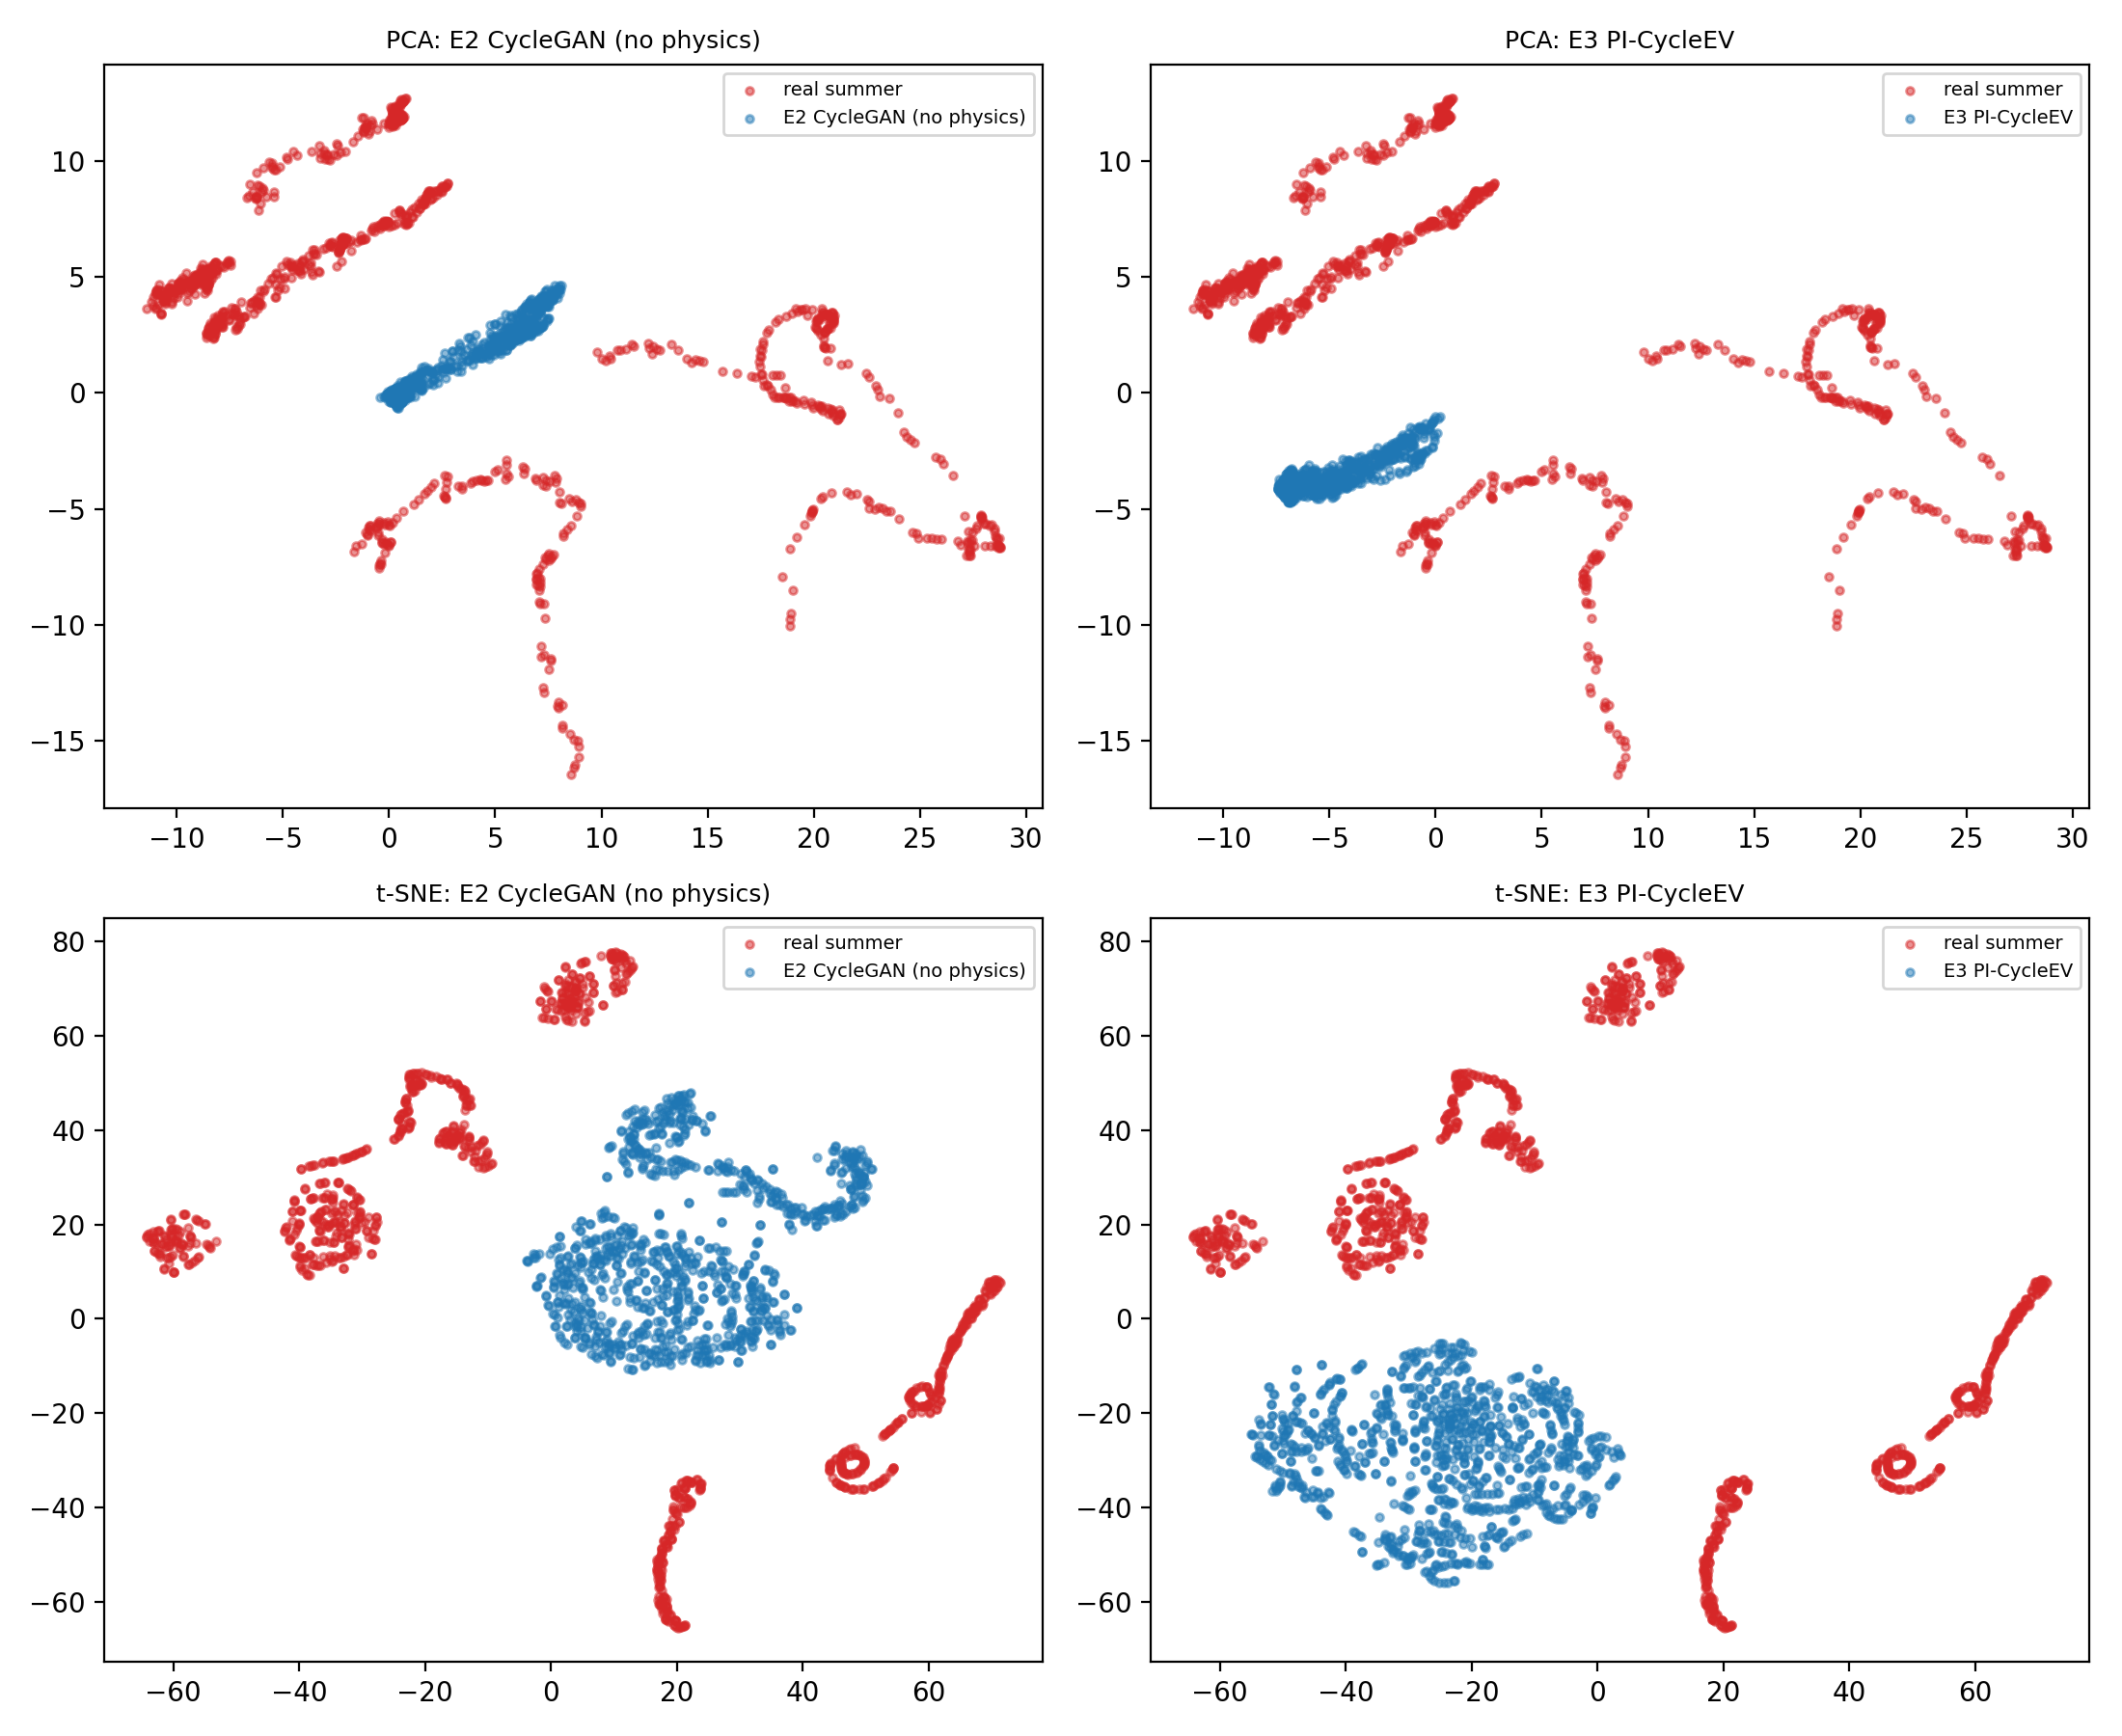 PCA: E2 CycleGAN (no physics)
real summer
E2 CycleGAN (no physics)
10
5
0
−5
−10
−15
−10 −5 0 5 10 15 20 25 30
PCA: E3 PI-CycleEV
real summer
E3 PI-CycleEV
10
5
0
−5
−10
−15
−10 −5 0 5 10 15 20 25 30
t-SNE: E2 CycleGAN (no physics)
real summer
E2 CycleGAN (no physics)
80
60
40
20
0
−20
−40
−60
−60 −40 −20 0 20 40 60
t-SNE: E3 PI-CycleEV
real summer
E3 PI-CycleEV
80
60
40
20
0
−20
−40
−60
−60 −40 −20 0 20 40 60